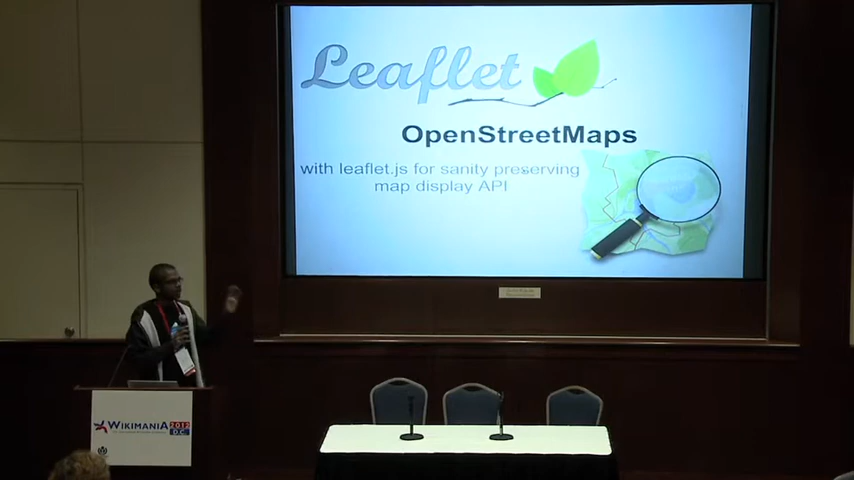 Leaflet
OpenStreetMaps
with leaflet.js for sanity preserving
map display API
WIKIMANIA 2012
D.C.